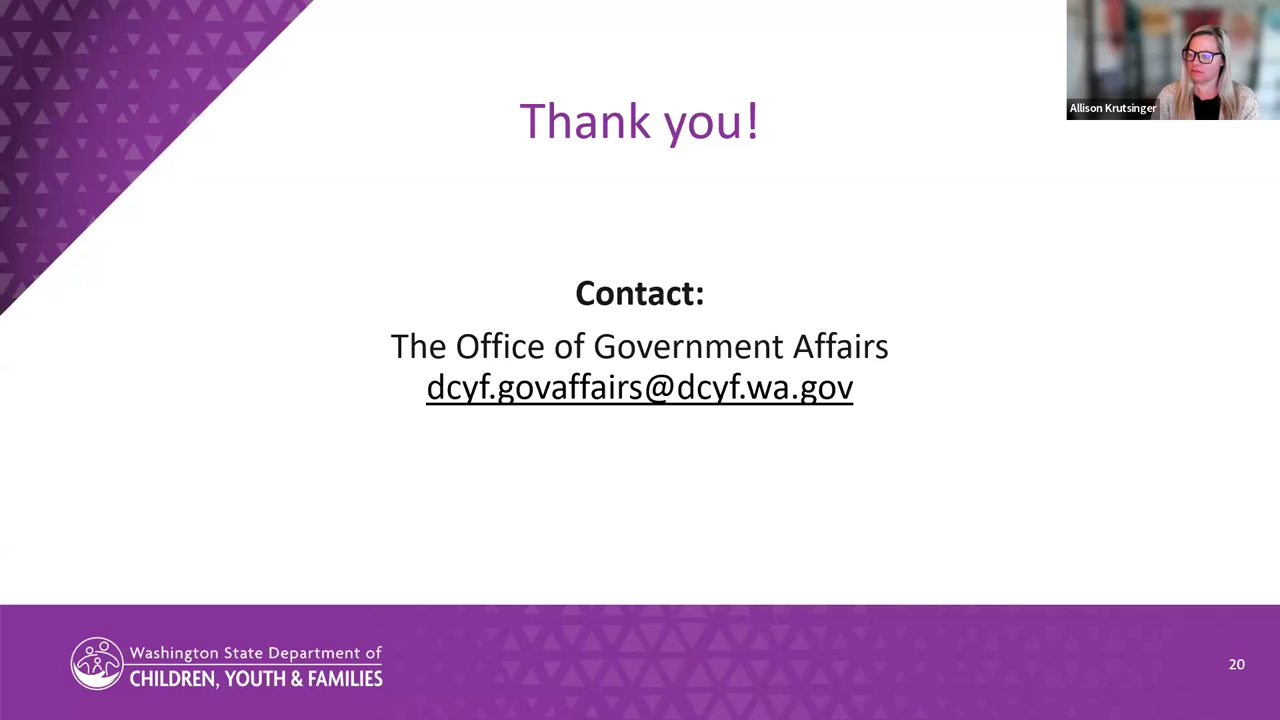 Allison Krutsinger
Thank you!
Contact:
The Office of Government Affairs
dcyf.govaffairs@dcyf.wa.gov
Washington State Department of
CHILDREN, YOUTH & FAMILIES
20